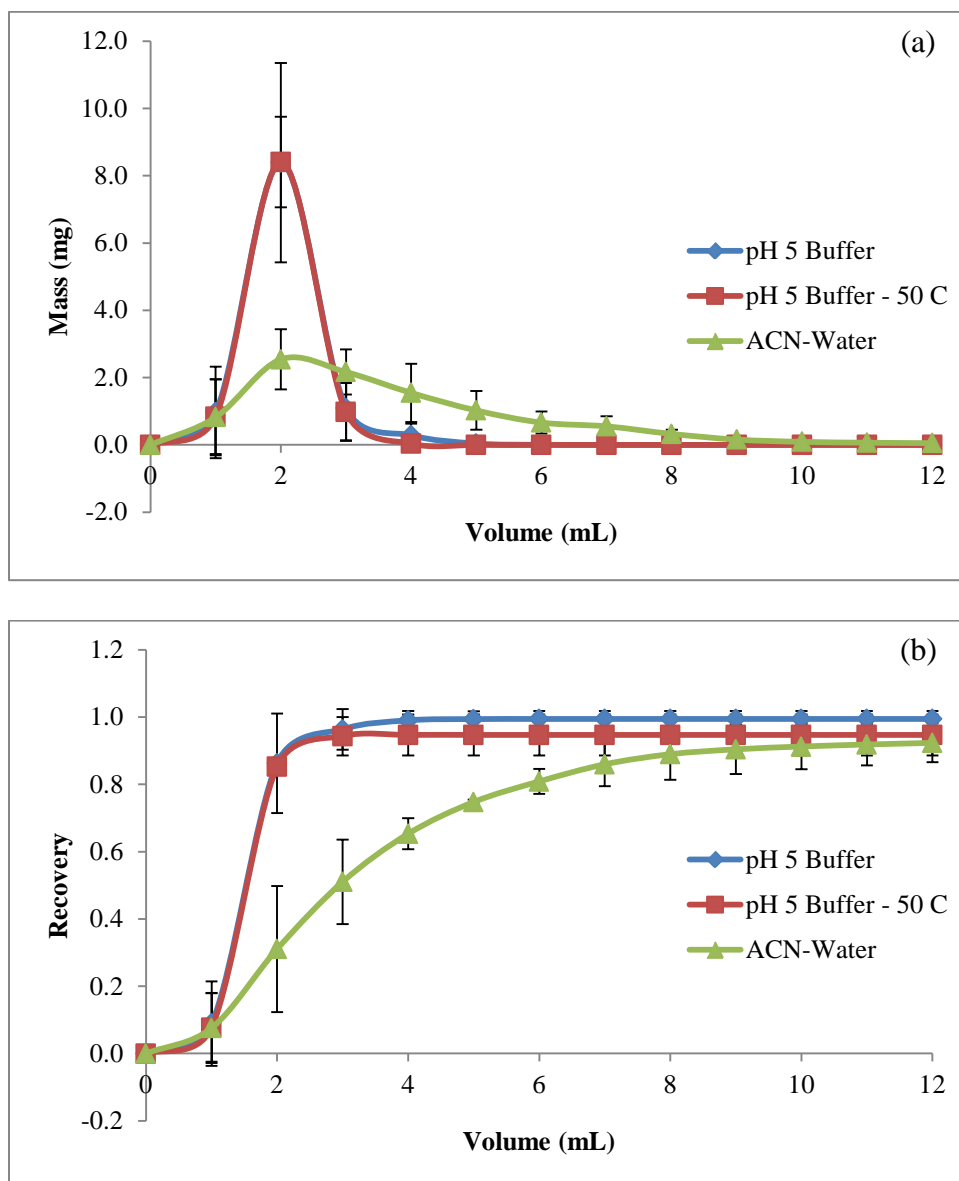 (a)
12.0
10.0
8.0
6.0
4.0
2.0
0.0
-2.0
Mass (mg)
pH 5 Buffer
pH 5 Buffer - 50 C
ACN-Water
0 2 4 6 8 10 12
Volume (mL)
(b)
1.2
1.0
0.8
0.6
0.4
0.2
0.0
-0.2
Recovery
pH 5 Buffer
pH 5 Buffer - 50 C
ACN-Water
0 2 4 6 8 10 12
Volume (mL)